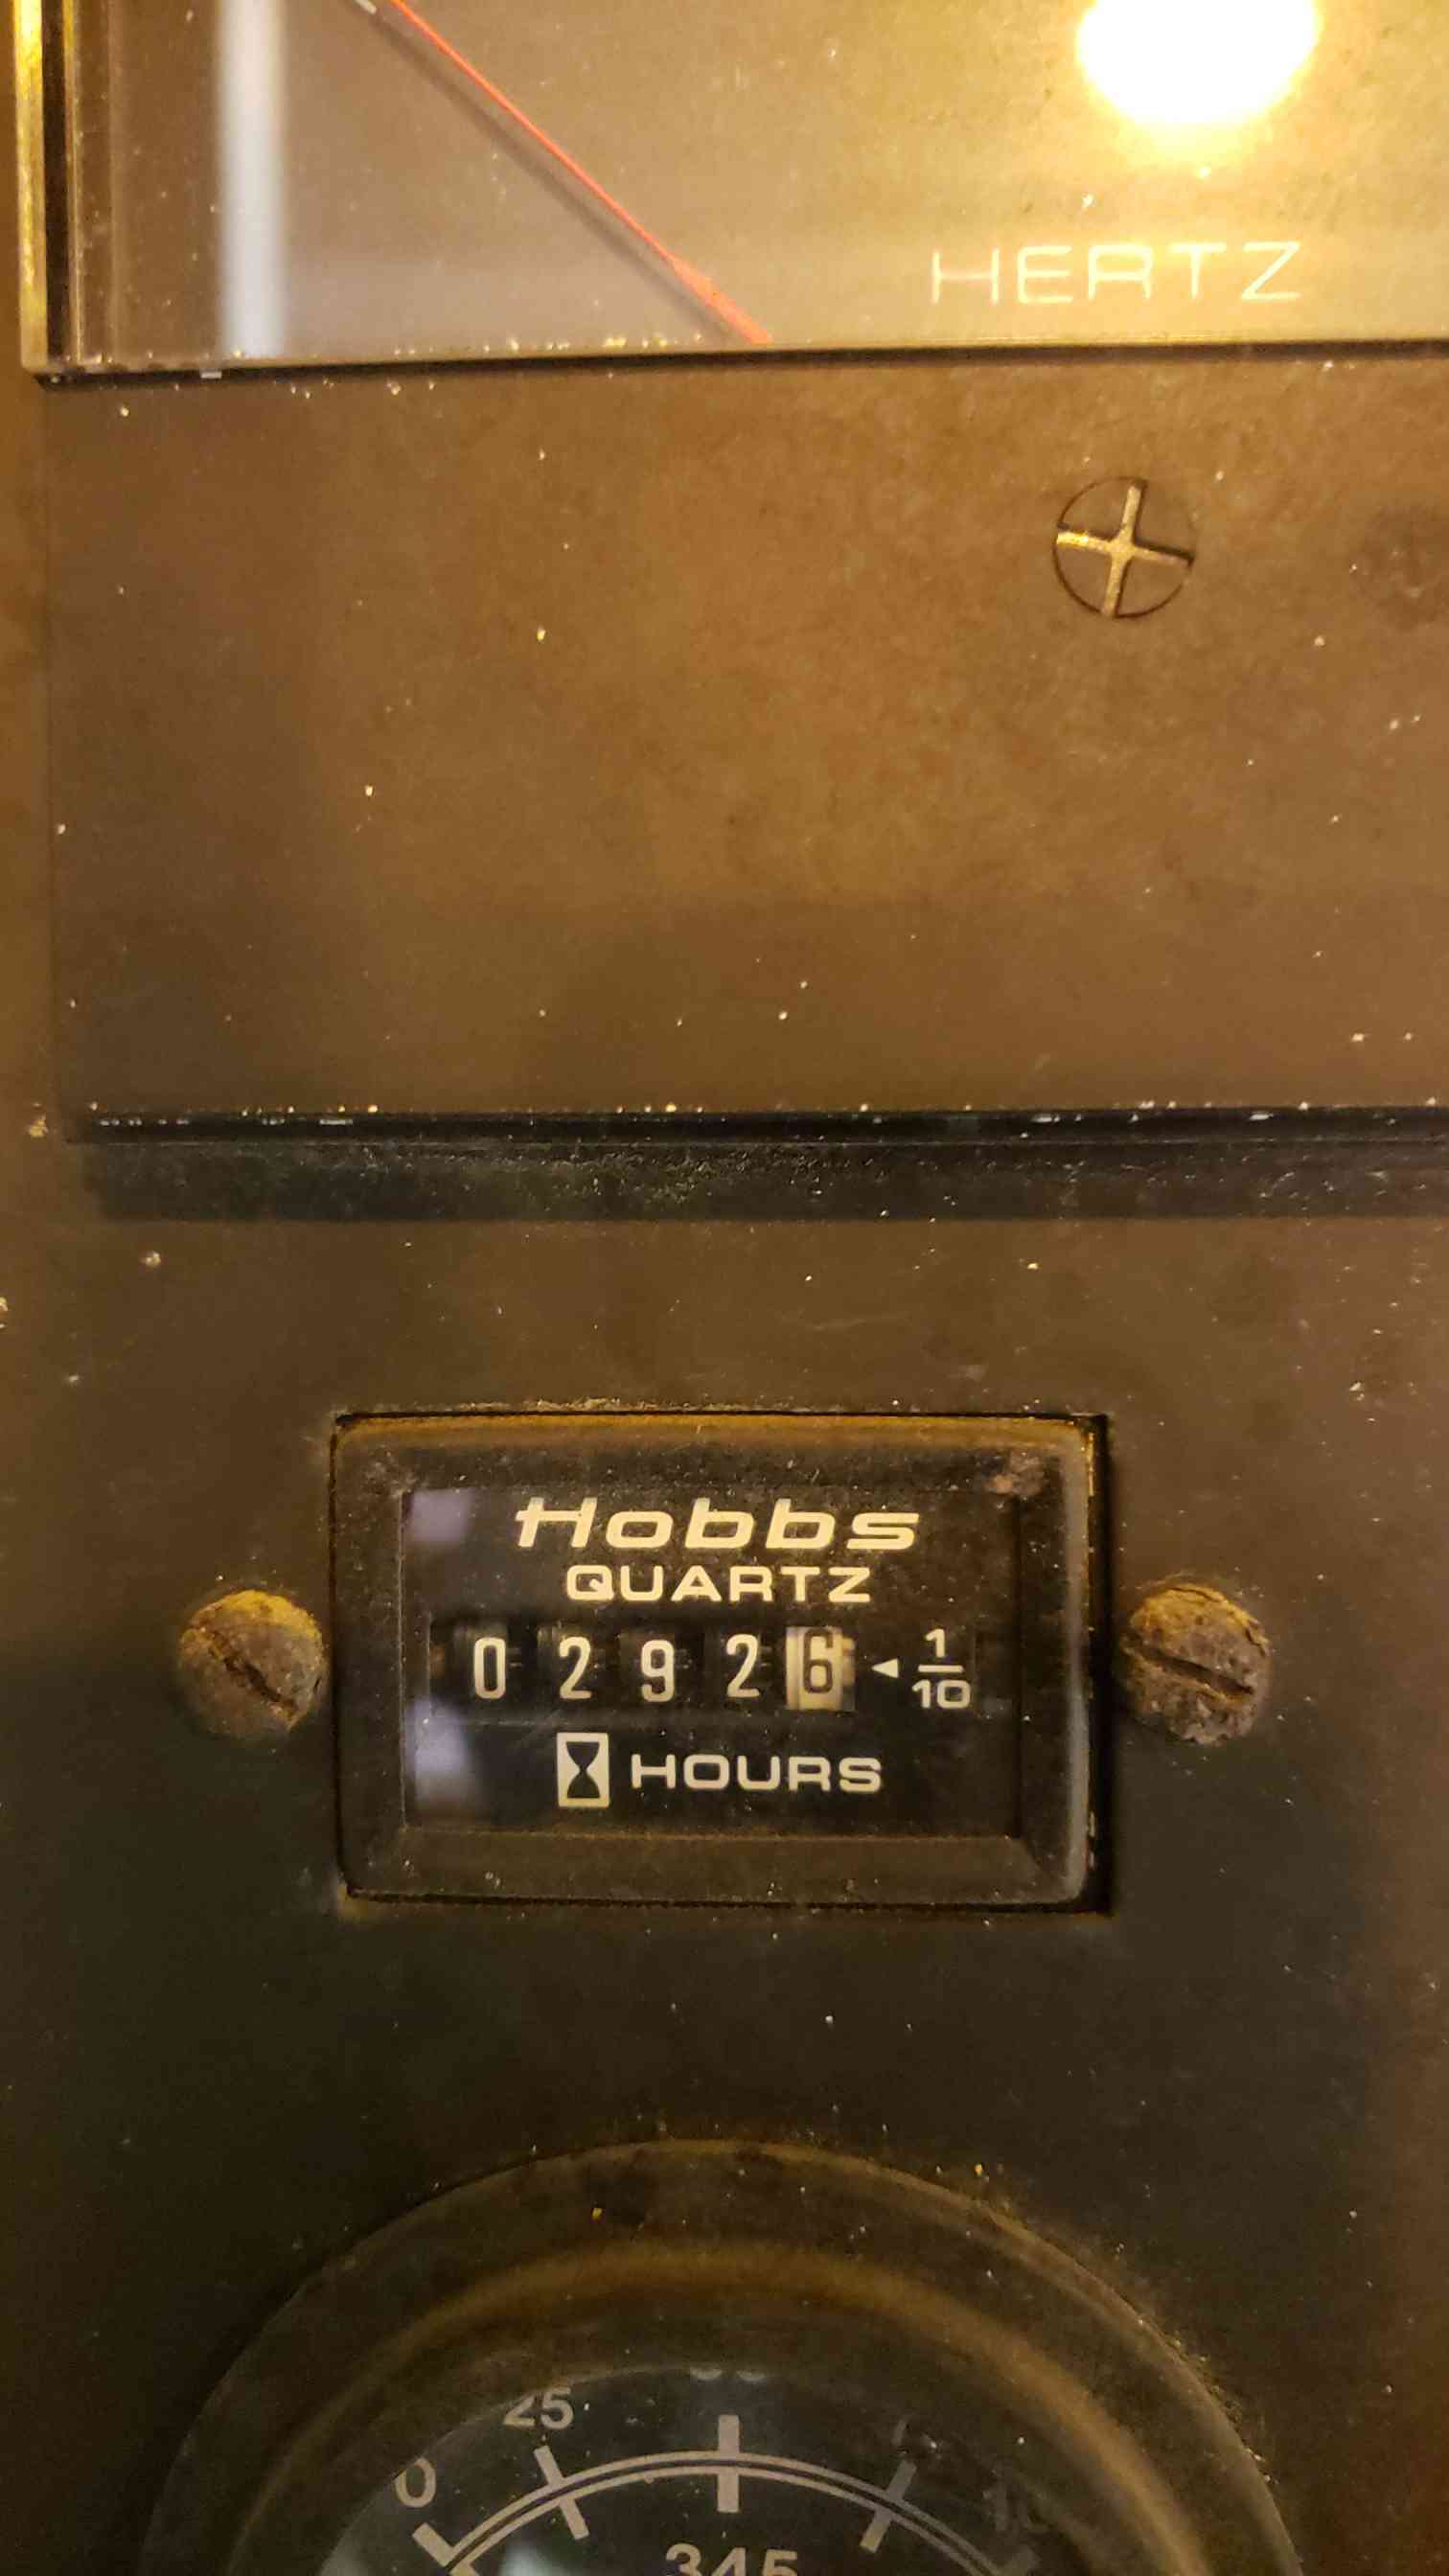 HERTZ
Hobbs
QUARTZ
0 2 9 2 6 ◄ 1/10
HOURS
25
0
345